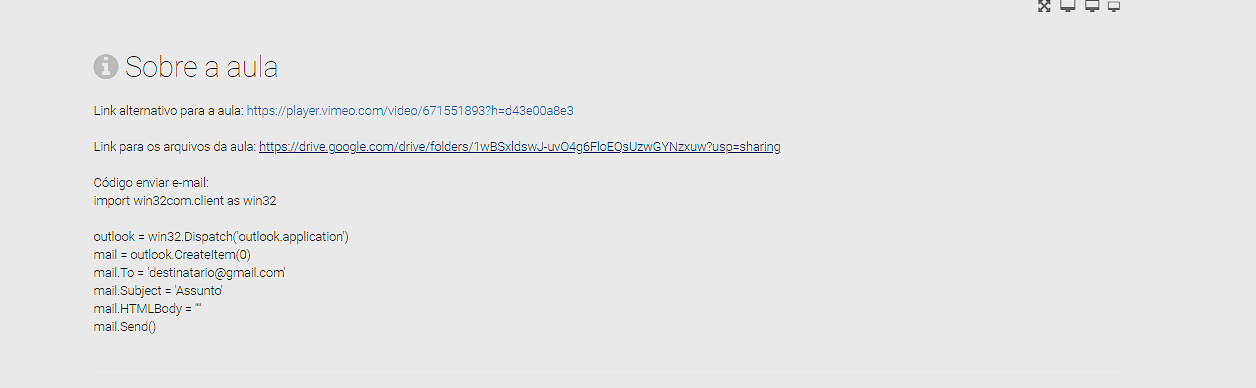 Sobre a aula
Link alternativo para a aula: https://player.vimeo.com/video/671551893?h=d43e00a8e3
Link para os arquivos da aula: https://drive.google.com/drive/folders/1wBSxldswJ-uvO4g6FloEQsUzwGYNzxuw?usp=sharing
Código enviar e-mail:
import win32com.client as win32
outlook = win32.Dispatch('outlook.application')
mail = outlook.CreateItem(0)
mail.To = 'destinatario@gmail.com'
mail.Subject = 'Assunto'
mail.HTMLBody = ''''
mail.Send()